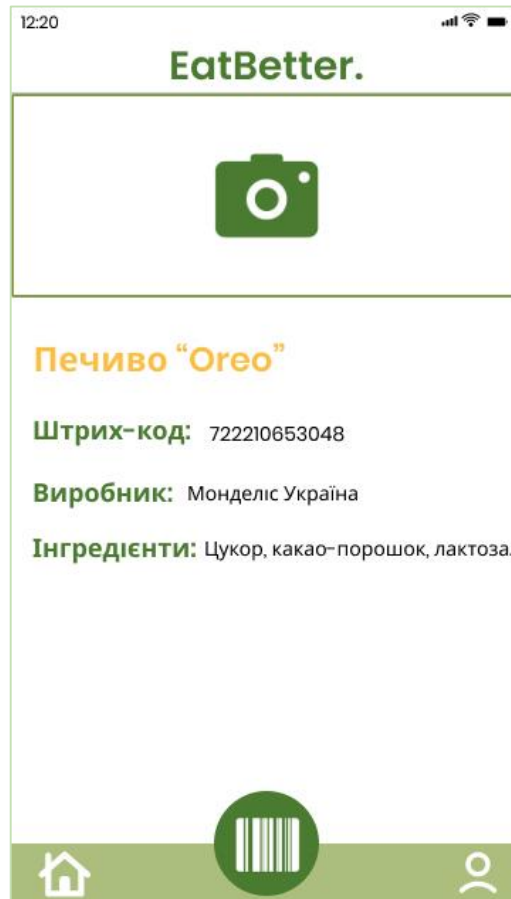 12:20
EatBetter.
Печиво “Oreo”
Штрих-код: 722210653048
Виробник: Монделіс Україна
Інгредієнти: Цукор, какао-порошок, лактоза.